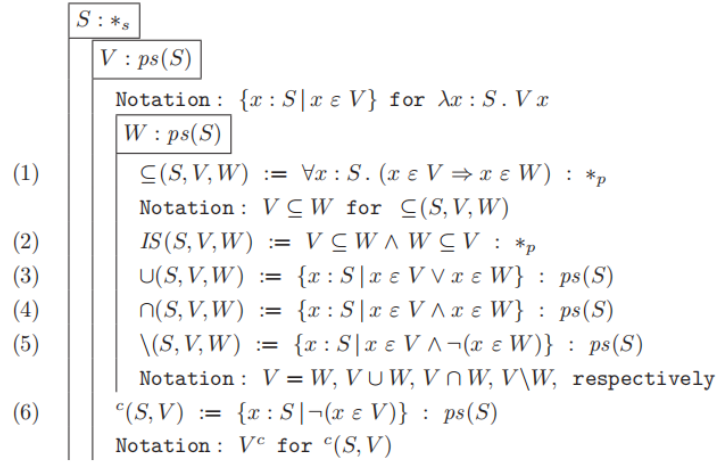 S : *ₛ
V : ps(S)
Notation : {x : S | x ε V} for λx : S . V x
W : ps(S)
(1) ⊆(S, V, W) := ∀x : S . (x ε V ⇒ x ε W) : *ₚ
Notation : V ⊆ W for ⊆(S, V, W)
(2) IS(S, V, W) := V ⊆ W ∧ W ⊆ V : *ₚ
(3) ∪(S, V, W) := {x : S | x ε V ∨ x ε W} : ps(S)
(4) ∩(S, V, W) := {x : S | x ε V ∧ x ε W} : ps(S)
(5) \(S, V, W) := {x : S | x ε V ∧ ¬(x ε W)} : ps(S)
Notation : V = W, V ∪ W, V ∩ W, V\W, respectively
(6) ᶜ(S, V) := {x : S | ¬(x ε V)} : ps(S)
Notation : Vᶜ for ᶜ(S, V)